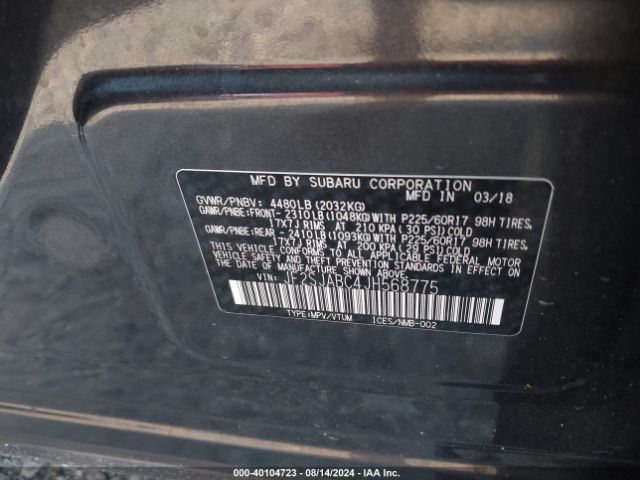 MFD BY SUBARU CORPORATION
MFD IN 03/18
GVWR/PNBV: 4480LB (2032KG)
GAWR/PNBE:FRONT- 2310LB (1048KG)WITH P225/60R17 98H TIRES,
17X7J RIMS AT 210 KPA (30 PSI) COLD
GAWR/PNBE:REAR - 2410LB (1093KG)WITH P225/60R17 98H TIRES,
17X7J RIMS AT 200 KPA (29 PSI) COLD
THIS VEHICLE CONFORMS TO ALL APPLICABLE FEDERAL MOTOR
VEHICLE SAFETY, BUMPER, AND THEFT PREVENTION STANDARDS IN EFFECT
ON THE DATE OF MANUFACTURE SHOWN ABOVE.
VIN: JF2SJABC4JH568775
TYPE:MPV/VTUM ICES/NMB-002
000-40104723 - 08/14/2024 - IAA Inc.